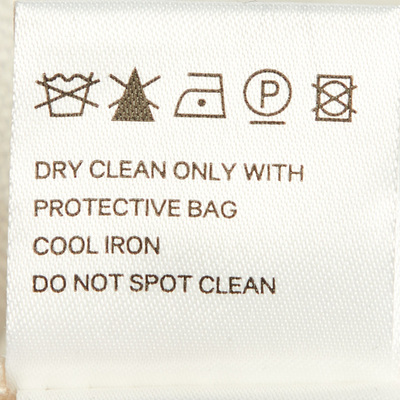 P
DRY CLEAN ONLY WITH
PROTECTIVE BAG
COOL IRON
DO NOT SPOT CLEAN